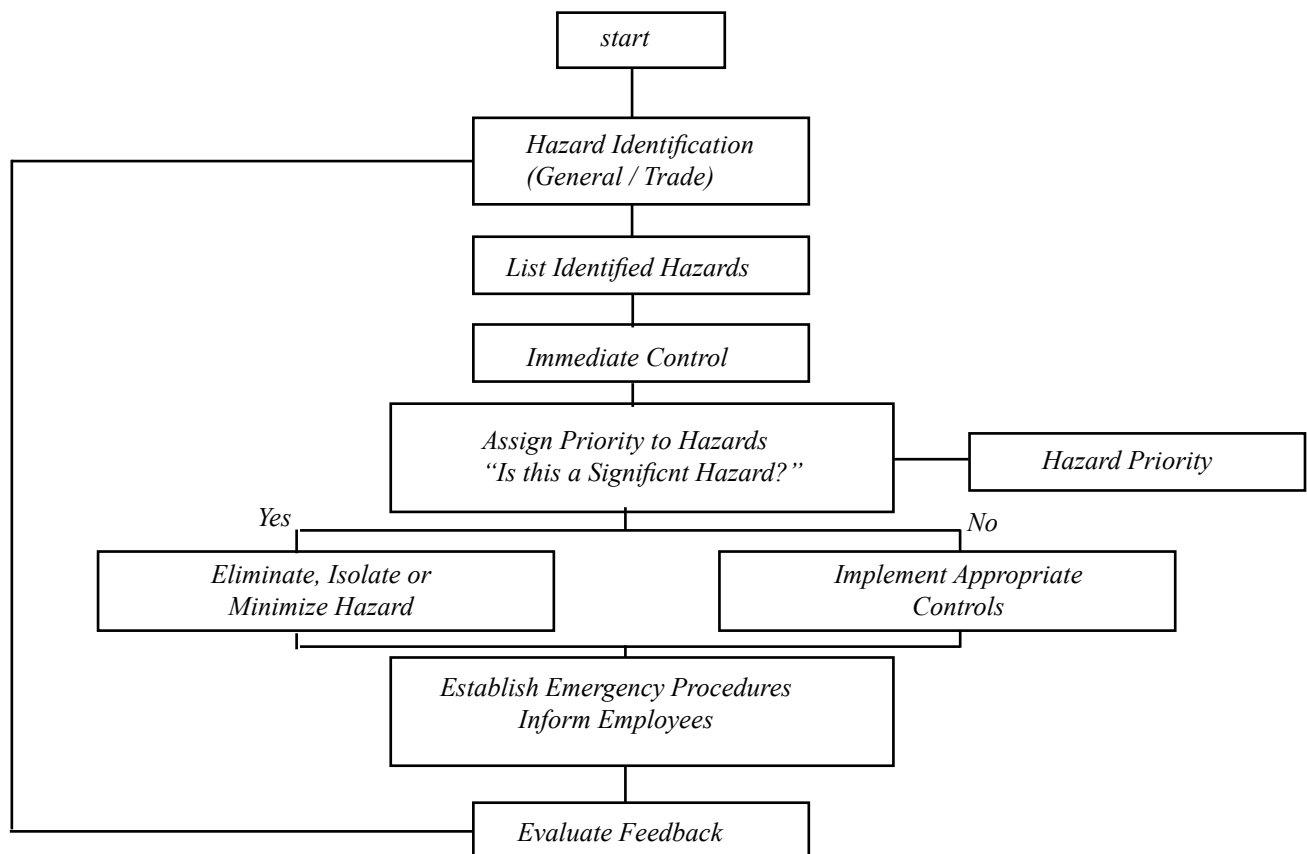 start
Hazard Identification
(General / Trade)
List Identified Hazards
Immediate Control
Assign Priority to Hazards
“Is this a Significnt Hazard?”
Hazard Priority
Yes
No
Eliminate, Isolate or
Minimize Hazard
Implement Appropriate
Controls
Establish Emergency Procedures
Inform Employees
Evaluate Feedback